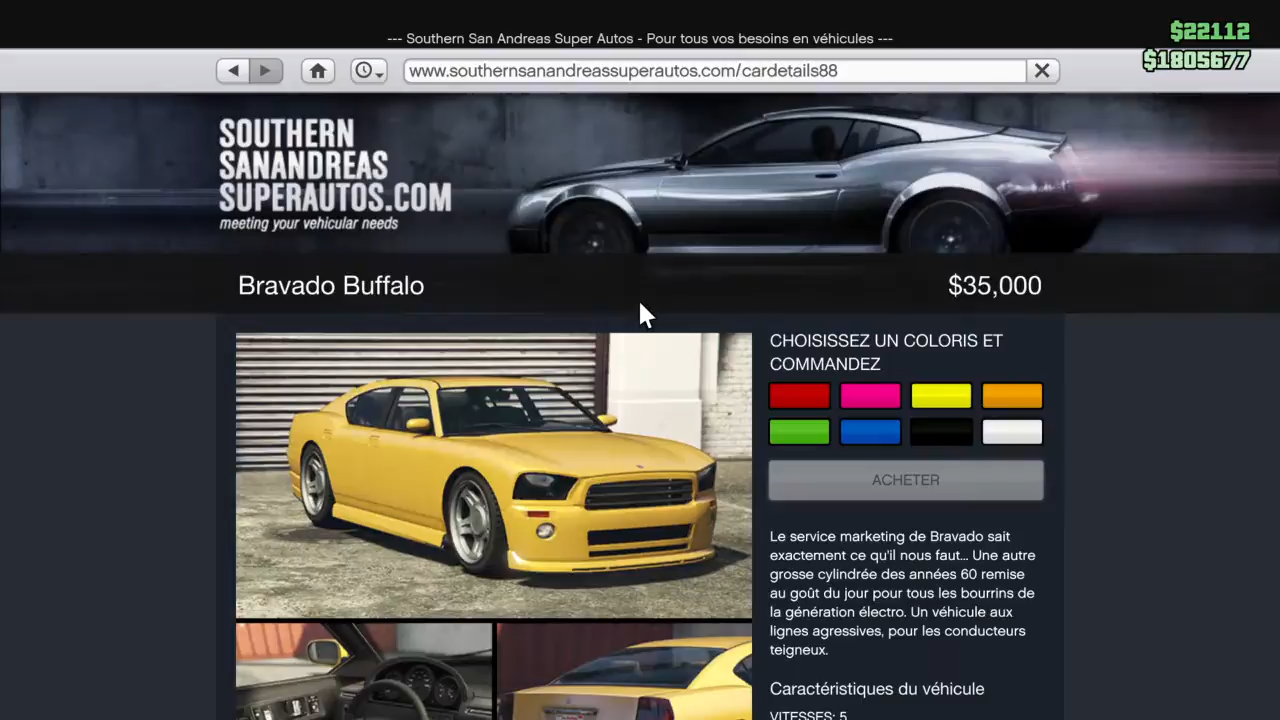 --- Southern San Andreas Super Autos - Pour tous vos besoins en véhicules ---
$22112
$1805677
www.southernsanandreassuperautos.com/cardetails88
SOUTHERN
SANANDREAS
SUPERAUTOS.COM
meeting your vehicular needs
Bravado Buffalo
$35,000
CHOISISSEZ UN COLORIS ET
COMMANDEZ
ACHETER
Le service marketing de Bravado sait
exactement ce qu'il nous faut... Une autre
grosse cylindrée des années 60 remise
au goût du jour pour tous les bourrins de
la génération électro. Un véhicule aux
lignes agressives, pour les conducteurs
teigneux.
Caractéristiques du véhicule
VITESSES: 5